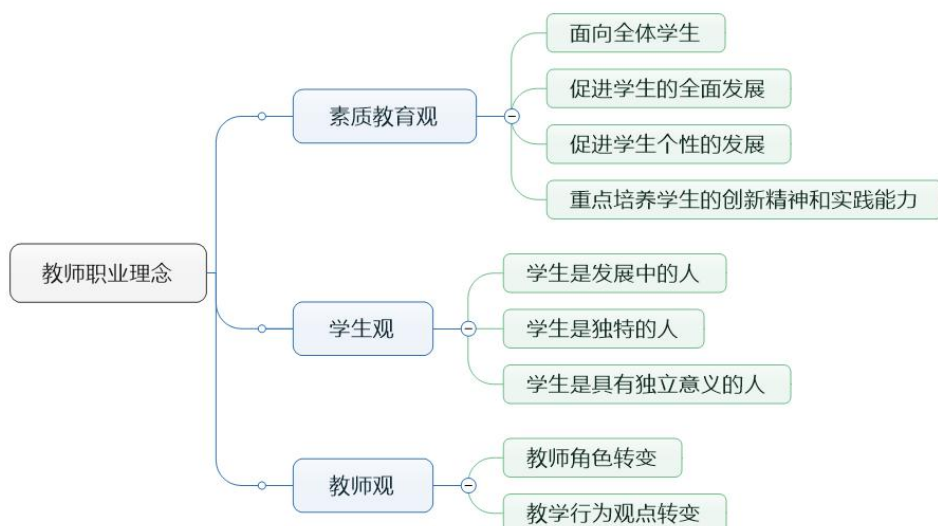 教师职业理念
素质教育观
面向全体学生
促进学生的全面发展
促进学生个性的发展
重点培养学生的创新精神和实践能力
学生观
学生是发展中的人
学生是独特的人
学生是具有独立意义的人
教师观
教师角色转变
教学行为观点转变